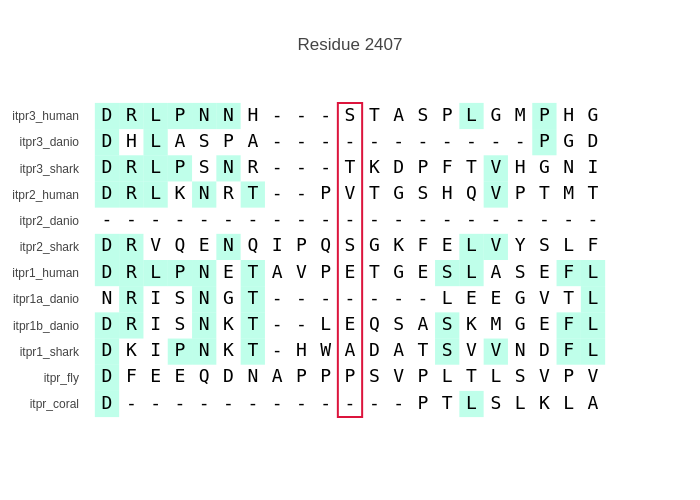 Residue 2407
itpr3_human D R L P N N H - - - S T A S P L G M P H G
itpr3_danio D H L A S P A - - - - - - - - - - - P G D
itpr3_shark D R L P S N R - - - T K D P F T V H G N I
itpr2_human D R L K N R T - - P V T G S H Q V P T M T
itpr2_danio - - - - - - - - - - - - - - - - - - - - -
itpr2_shark D R V Q E N Q I P Q S G K F E L V Y S L F
itpr1_human D R L P N E T A V P E T G E S L A S E F L
itpr1a_danio N R I S N G T - - - - - - - L E E G V T L
itpr1b_danio D R I S N K T - - L E Q S A S K M G E F L
itpr1_shark D K I P N K T - H W A D A T S V V N D F L
itpr_fly D F E E Q D N A P P P S V P L T L S V P V
itpr_coral D - - - - - - - - - - - - P T L S L K L A